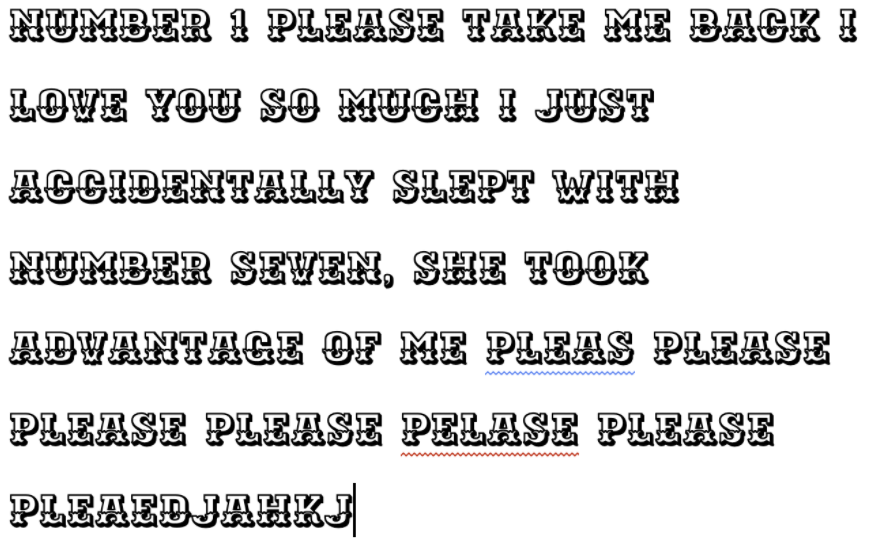 NUMBER 1 PLEASE TAKE ME BACK I
LOVE YOU SO MUCH I JUST
ACCIDENTALLY SLEPT WITH
NUMBER SEVEN, SHE TOOK
ADVANTAGE OF ME PLEAS PLEASE
PLEASE PLEASE PELASE PLEASE
PLEAEDJAHKJ